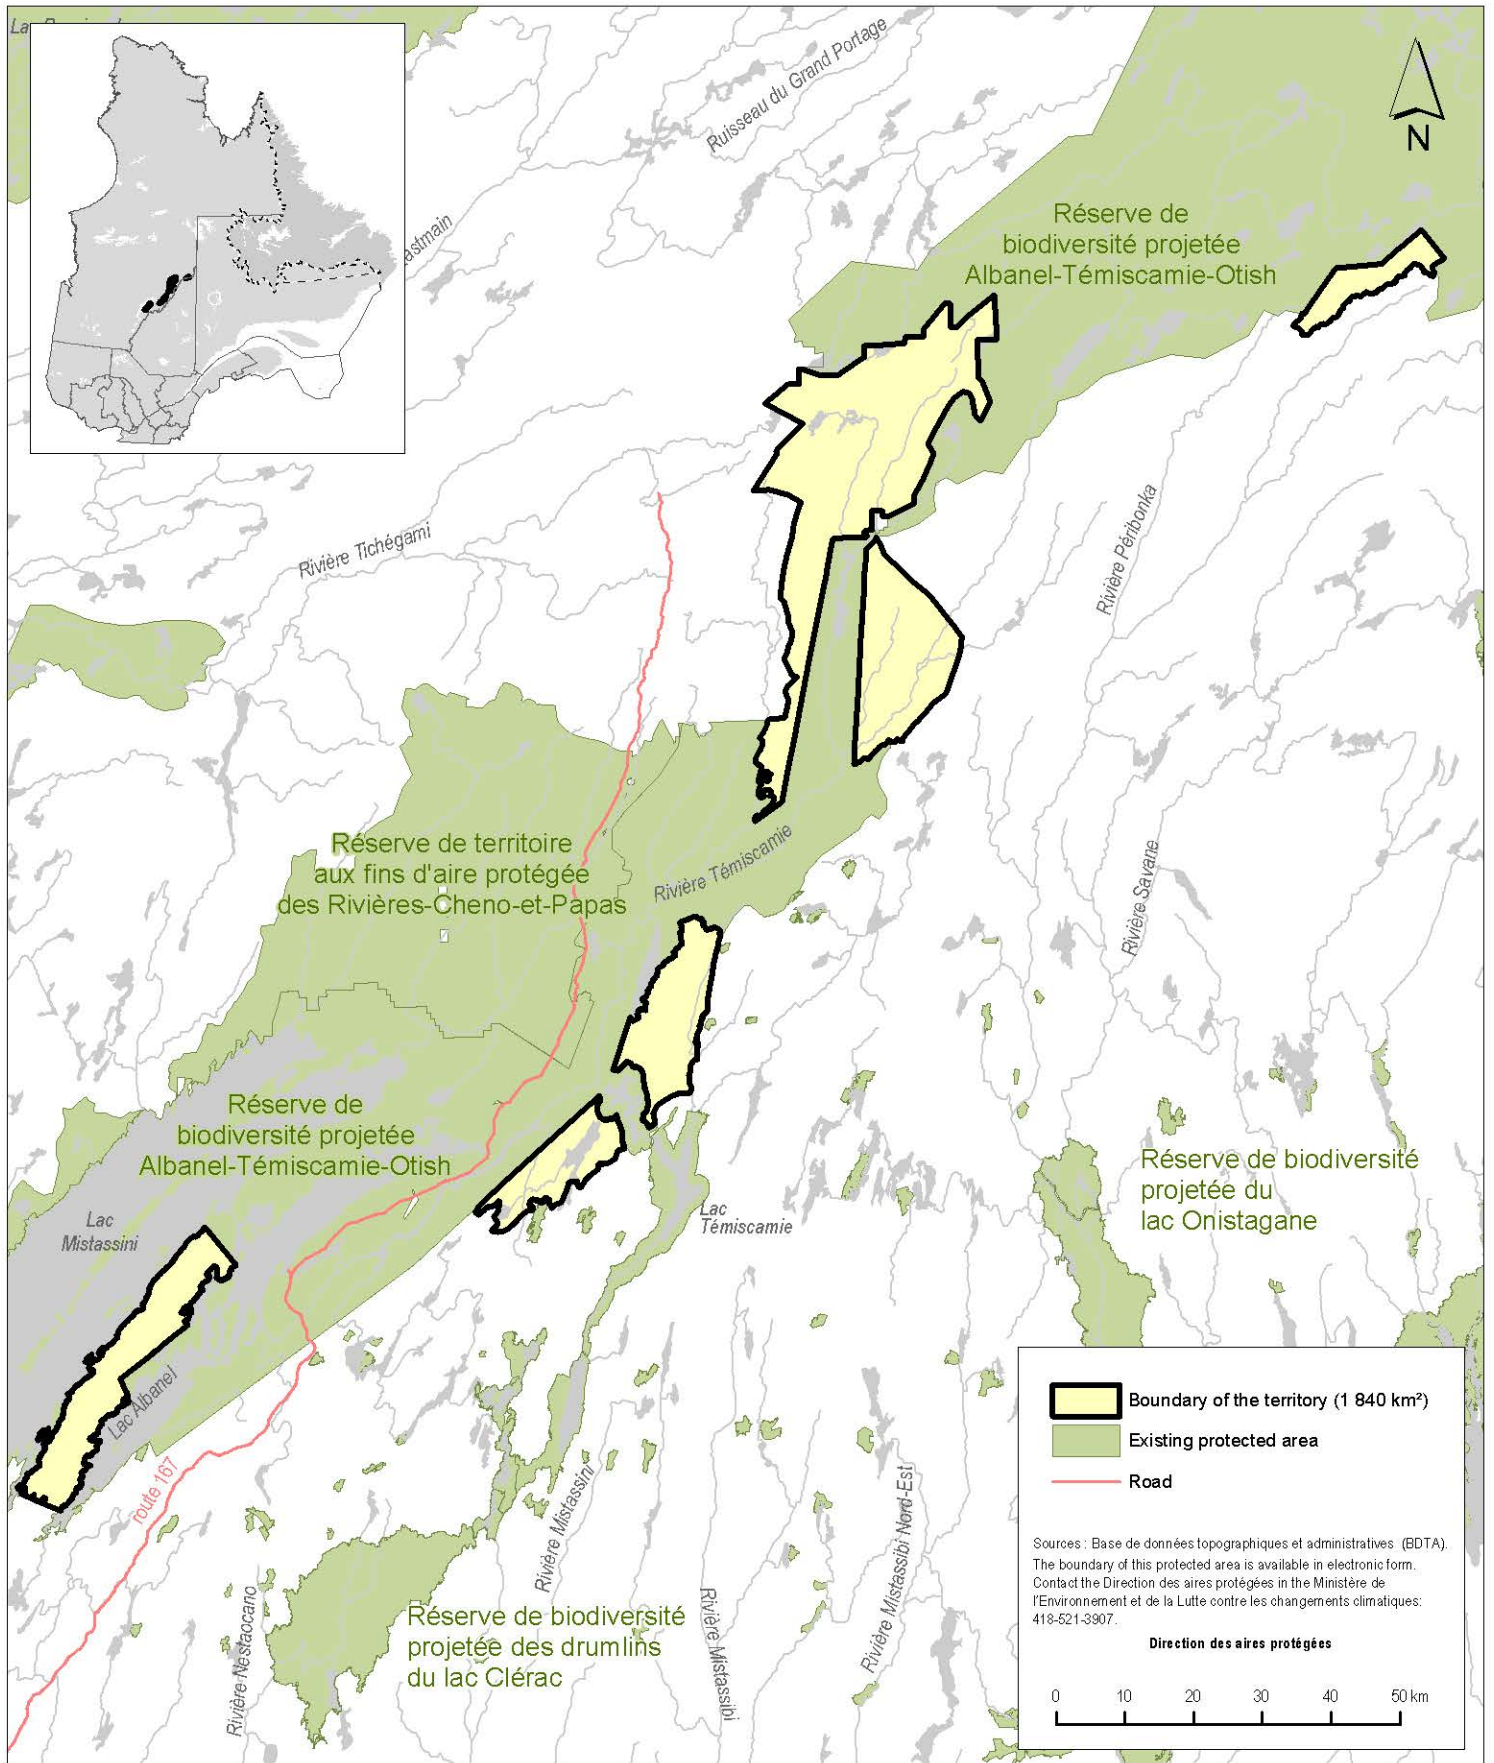 Ruisseau du Grand Portage
N
Réserve de
biodiversité projetée
Albanel-Témiscamie-Otish
Rivière Tichégami
Rivière Péribonka
Réserve de territoire
aux fins d'aire protégée
des Rivières-Cheno-et-Papas
Rivière Témiscamie
Rivière Savane
Réserve de
biodiversité projetée
Albanel-Témiscamie-Otish
Réserve de biodiversité
projetée du
lac Onistagane
Lac
Mistassini
Lac
Témiscamie
Lac Albanel
route 167
Rivière Mistassini
Rivière Mistassibi Nord-Est
Rivière Nestaocano
Rivière Mistassibi
Réserve de biodiversité
projetée des drumlins
du lac Clérac
Boundary of the territory (1 840 km²)
Existing protected area
Road
Sources : Base de données topographiques et administratives (BDTA).
The boundary of this protected area is available in electronic form.
Contact the Direction des aires protégées in the Ministère de
l'Environnement et de la Lutte contre les changements climatiques:
418-521-3907.
Direction des aires protégées
0 10 20 30 40 50 km